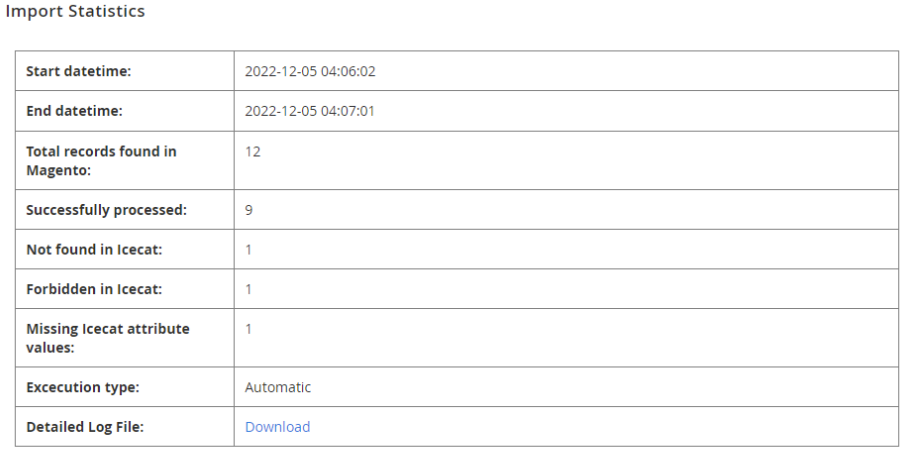 Import Statistics
Start datetime: 2022-12-05 04:06:02
End datetime: 2022-12-05 04:07:01
Total records found in 12
Magento:
Successfully processed: 9
Not found in Icecat: 1
Forbidden in Icecat: 1
Missing Icecat attribute 1
values:
Excecution type: Automatic
Detailed Log File: Download